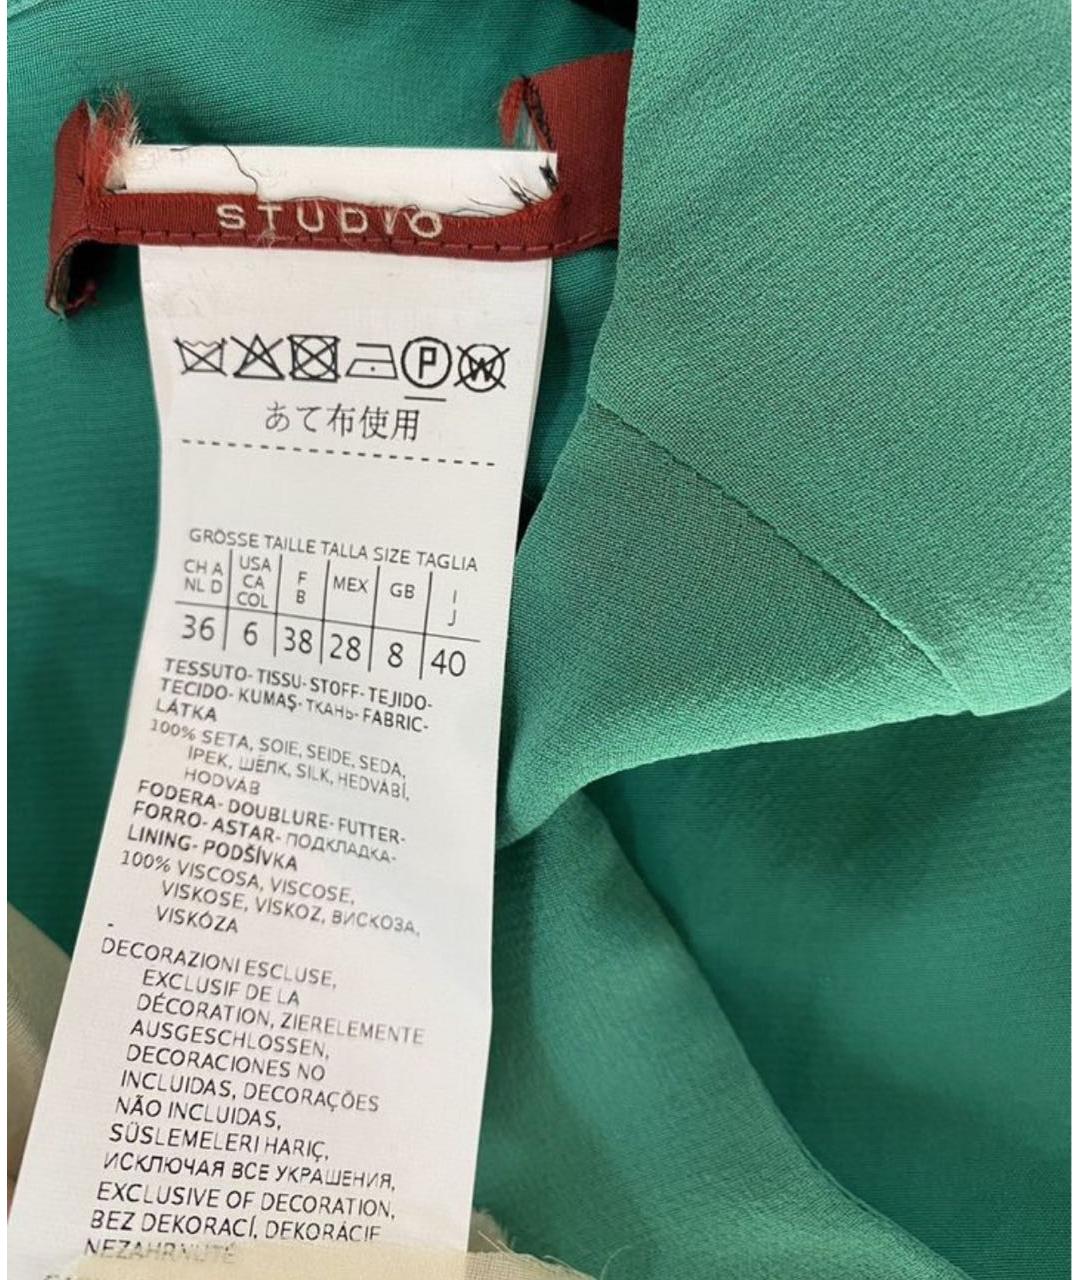 STUDIO
P W
あて布使用
GRÖSSE TAILLE TALLA SIZE TAGLIA
CH A NL D USA CA COL F B MEX GB I J
36 6 38 28 8 40
TESSUTO- TISSU- STOFF- TEJIDO-
TECIDO- KUMAŞ- ТКАНЬ- FABRIC-
LÁTKA
100% SETA, SOIE, SEIDE, SEDA,
İPEK, ШЁЛК, SILK, HEDVÁBÍ,
HODVÁB
FODERA- DOUBLURE- FUTTER-
FORRO- ASTAR- ПОДКЛАДКА-
LINING- PODŠÍVKA
100% VISCOSA, VISCOSE,
VISKOSE, VİSKOZ, ВИСКОЗА,
VISKÓZA
-
DECORAZIONI ESCLUSE,
EXCLUSIF DE LA
DÉCORATION, ZIERELEMENTE
AUSGESCHLOSSEN,
DECORACIONES NO
INCLUIDAS, DECORAÇÕES
NÃO INCLUIDAS,
SÜSLEMELERI HARIÇ,
ИСКЛЮЧАЯ ВСЕ УКРАШЕНИЯ,
EXCLUSIVE OF DECORATION,
BEZ DEKORACÍ, DEKORÁCIE
NEZAHRNUTÉ